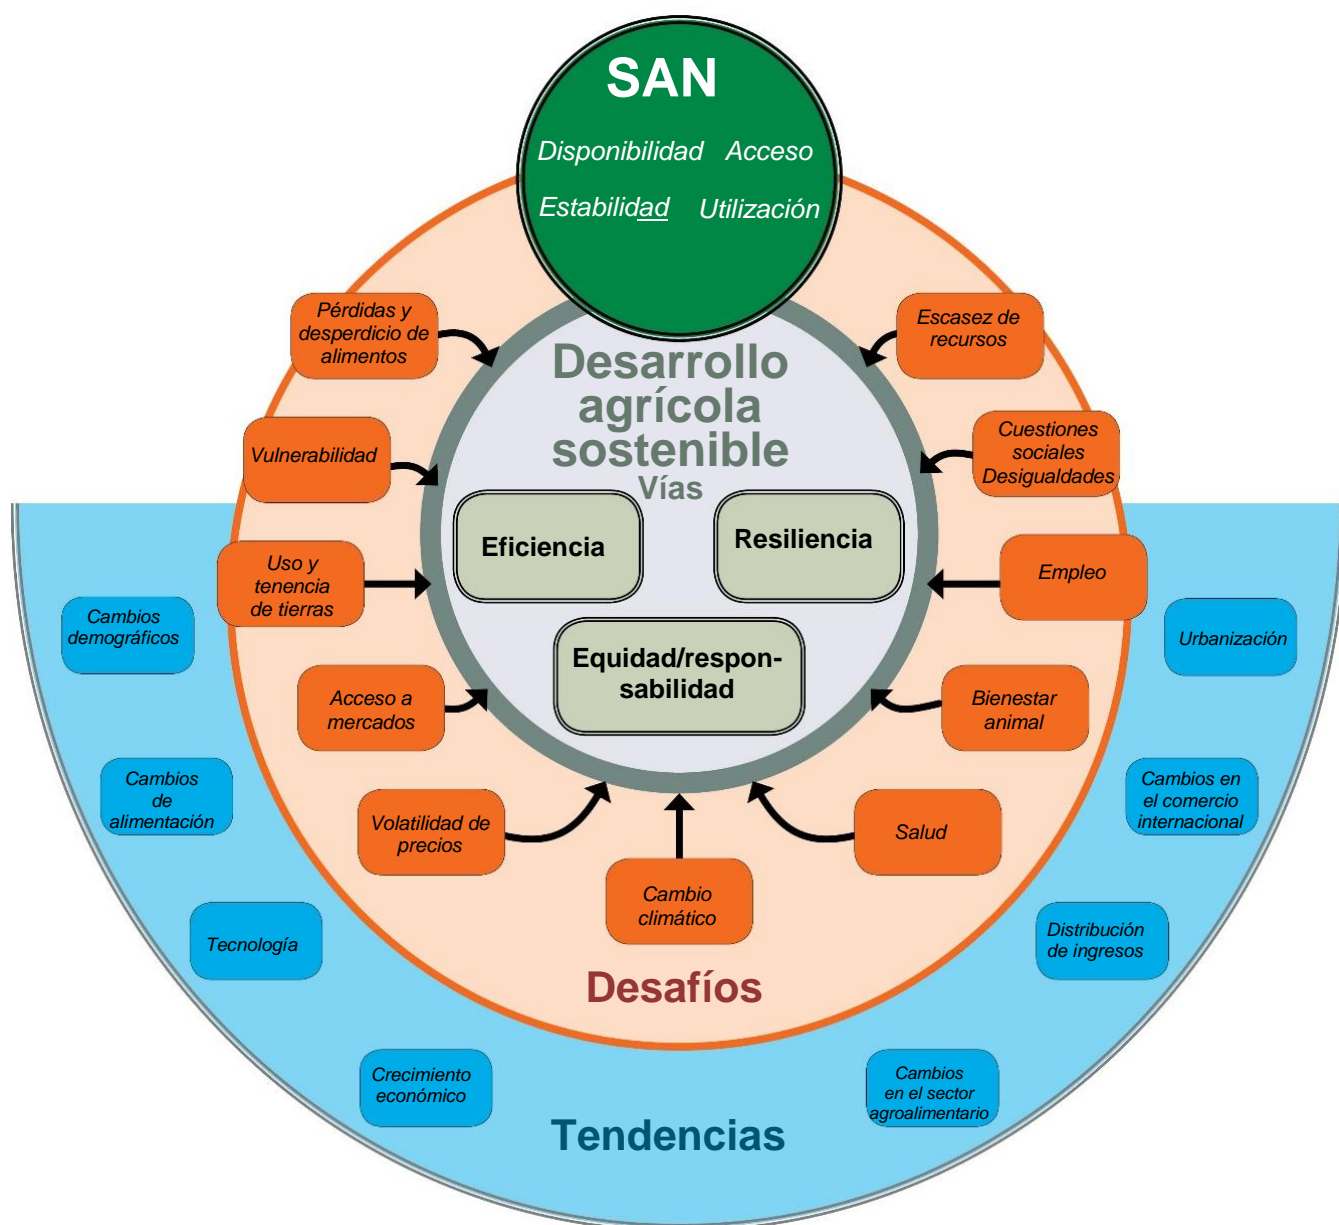 SAN
Disponibilidad Acceso
Estabilidad Utilización
Desarrollo
agrícola
sostenible
Vías
Eficiencia
Resiliencia
Equidad/respon-
sabilidad
Pérdidas y
desperdicio de
alimentos
Vulnerabilidad
Uso y
tenencia
de tierras
Acceso a
mercados
Volatilidad de
precios
Cambio
climático
Salud
Bienestar
animal
Empleo
Cuestiones
sociales
Desigualdades
Escasez de
recursos
Desafíos
Cambios
demográficos
Cambios
de
alimentación
Tecnología
Crecimiento
económico
Cambios
en el sector
agroalimentario
Distribución
de ingresos
Cambios en
el comercio
internacional
Urbanización
Tendencias